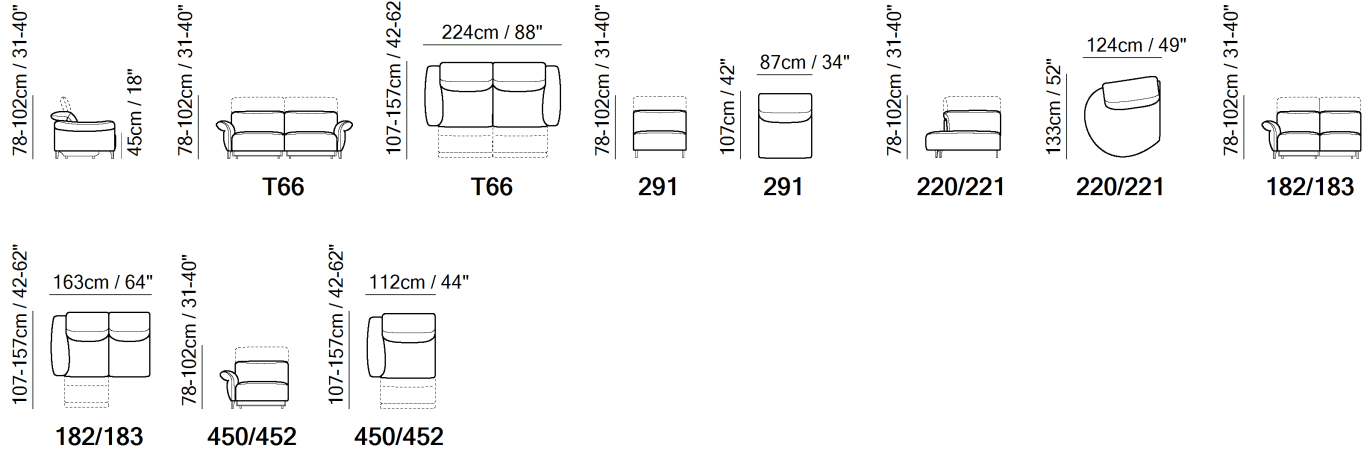 78-102cm / 31-40"
45cm / 18"
78-102cm / 31-40"
T66
107-157cm / 42-62
224cm / 88"
T66
78-102cm / 31-40"
291
107cm / 42"
87cm / 34"
291
78-102cm / 31-40"
220/221
133cm / 52"
124cm / 49"
220/221
78-102cm / 31-40"
182/183
107-157cm / 42-62"
163cm / 64"
182/183
78-102cm / 31-40"
450/452
107-157cm / 42-62"
112cm / 44"
450/452